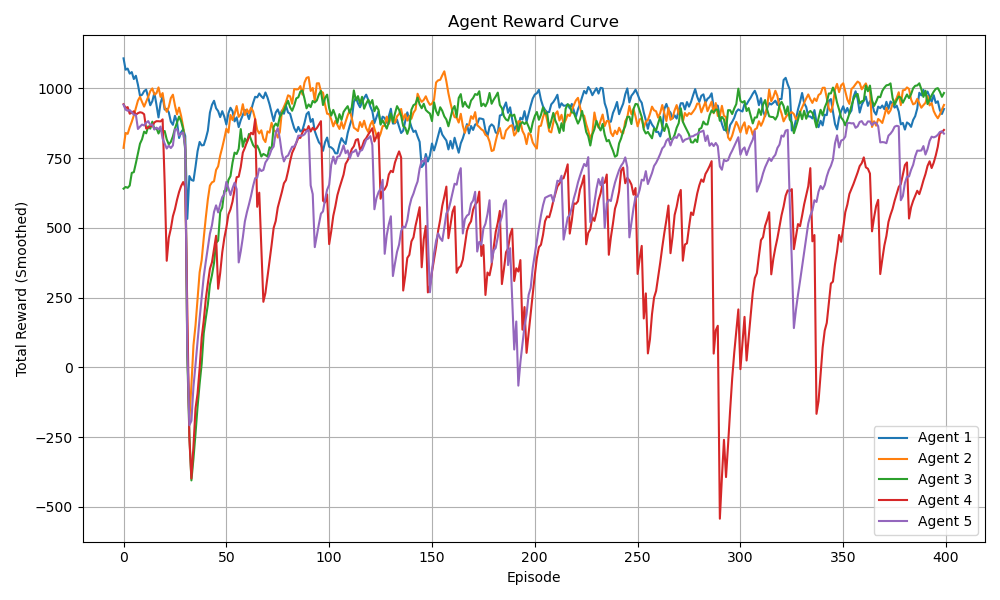 Agent Reward Curve
Total Reward (Smoothed)
1000
750
500
250
0
−250
−500
0 50 100 150 200 250 300 350 400
Episode
Agent 1
Agent 2
Agent 3
Agent 4
Agent 5